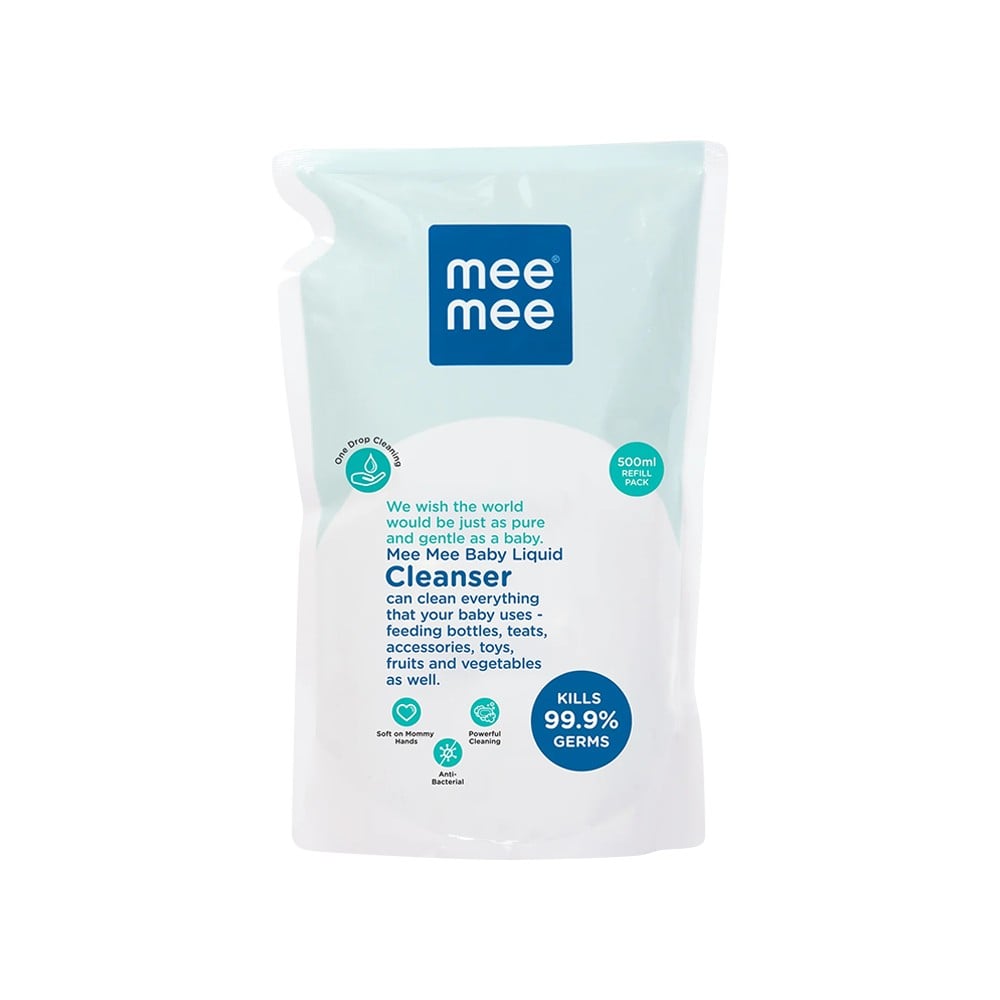 mee®
mee
One Drop Cleaning
500ml
REFILL
PACK
We wish the world
would be just as pure
and gentle as a baby.
Mee Mee Baby Liquid
Cleanser
can clean everything
that your baby uses -
feeding bottles, teats,
accessories, toys,
fruits and vegetables
as well.
Soft on Mommy
Hands
Powerful
Cleaning
Anti-
Bacterial
KILLS
99.9%
GERMS